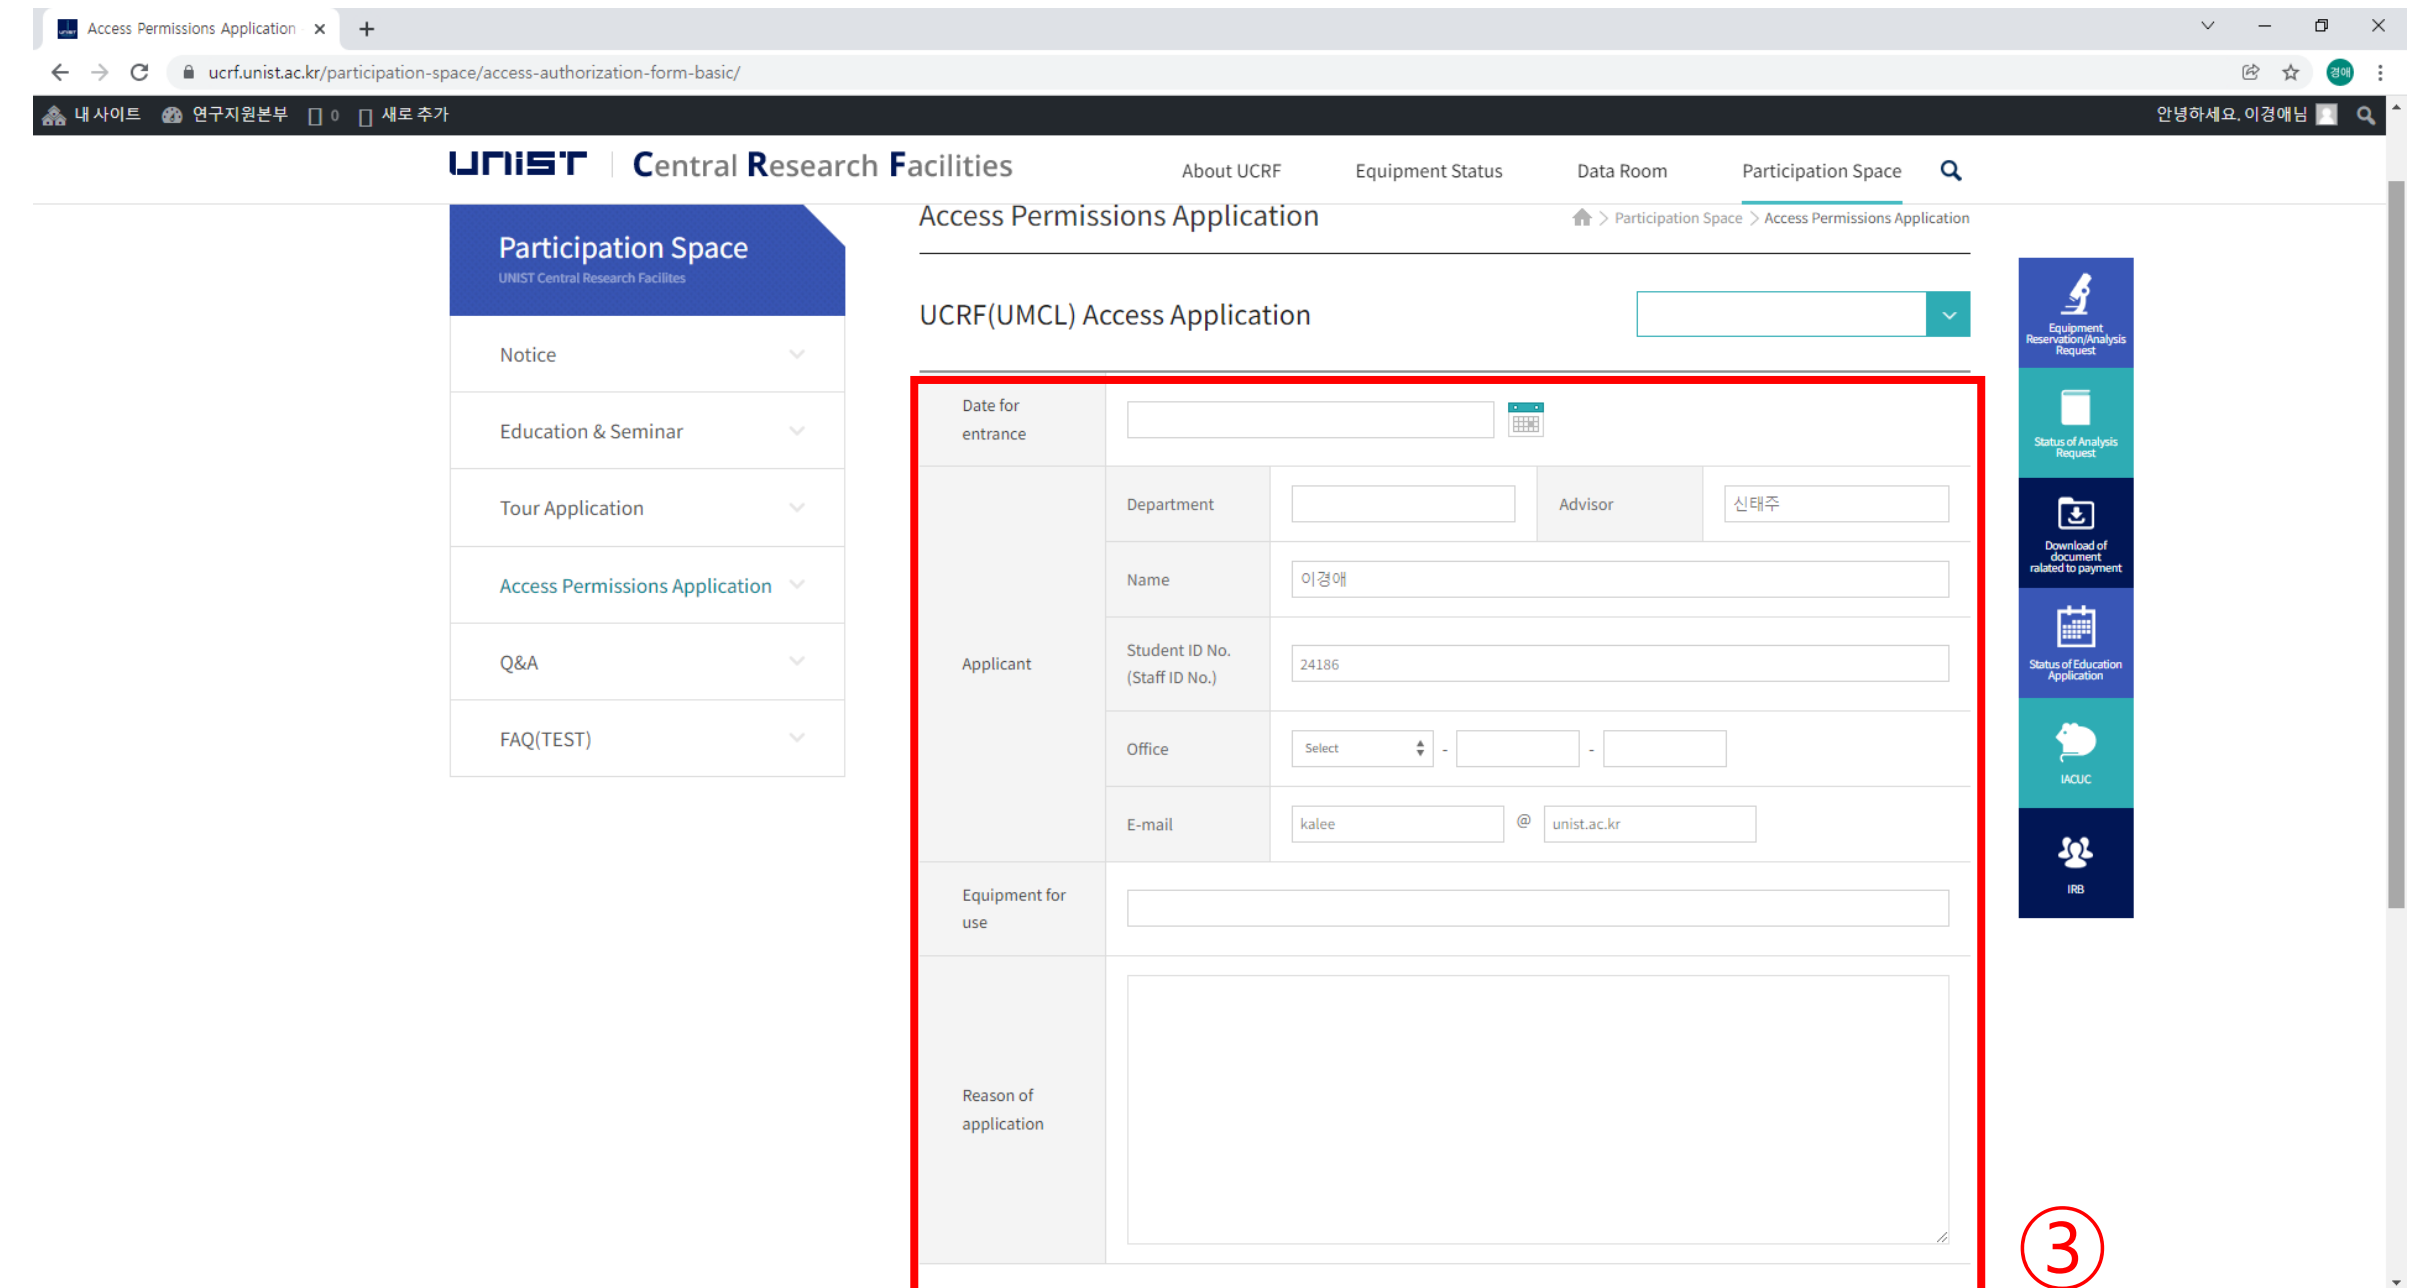 Access Permissions Application
ucrf.unist.ac.kr/participation-space/access-authorization-form-basic/
경애
내 사이트 연구지원본부 0 새로 추가 안녕하세요. 이경애님
UNIST Central Research Facilities
About UCRF Equipment Status Data Room Participation Space
Participation Space
UNIST Central Research Facilites
Notice
Education & Seminar
Tour Application
Access Permissions Application
Q&A
FAQ(TEST)
Access Permissions Application
> Participation Space > Access Permissions Application
UCRF(UMCL) Access Application
Date for
entrance
Applicant
Department Advisor 신태주
Name 이경애
Student ID No.
(Staff ID No.)
24186
Office Select - -
E-mail kalee @ unist.ac.kr
Equipment for
use
Reason of
application
Equipment
Reservation/Analysis
Request
Status of Analysis
Request
Download of
document
ralated to payment
Status of Education
Application
IACUC
IRB
③